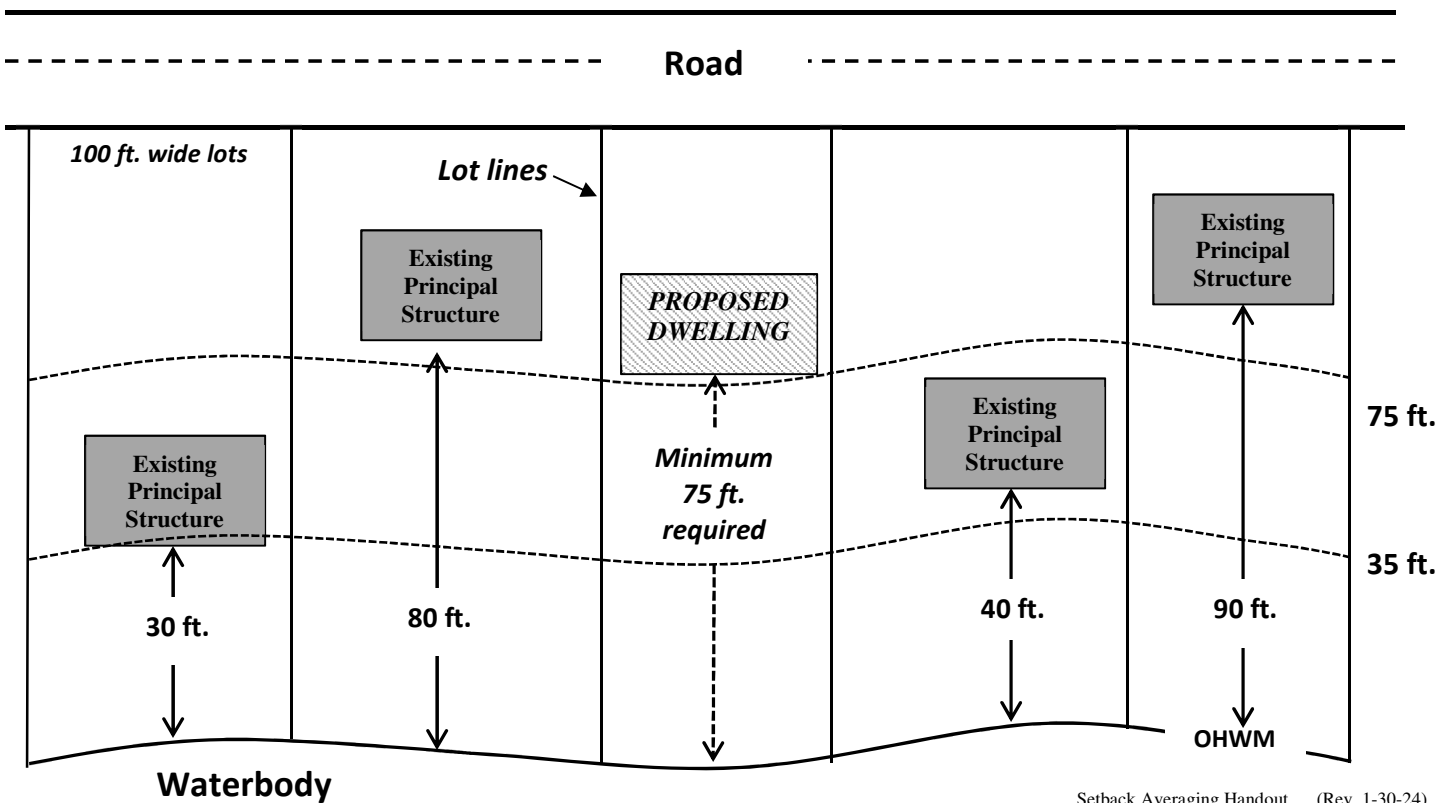 Road
100 ft. wide lots
Lot lines
Existing
Principal
Structure
Existing
Principal
Structure
PROPOSED
DWELLING
Existing
Principal
Structure
Existing
Principal
Structure
75 ft.
Minimum
75 ft.
required
35 ft.
30 ft.
80 ft.
40 ft.
90 ft.
OHWM
Waterbody
Setback Averaging Handout (Rev. 1-30-24)